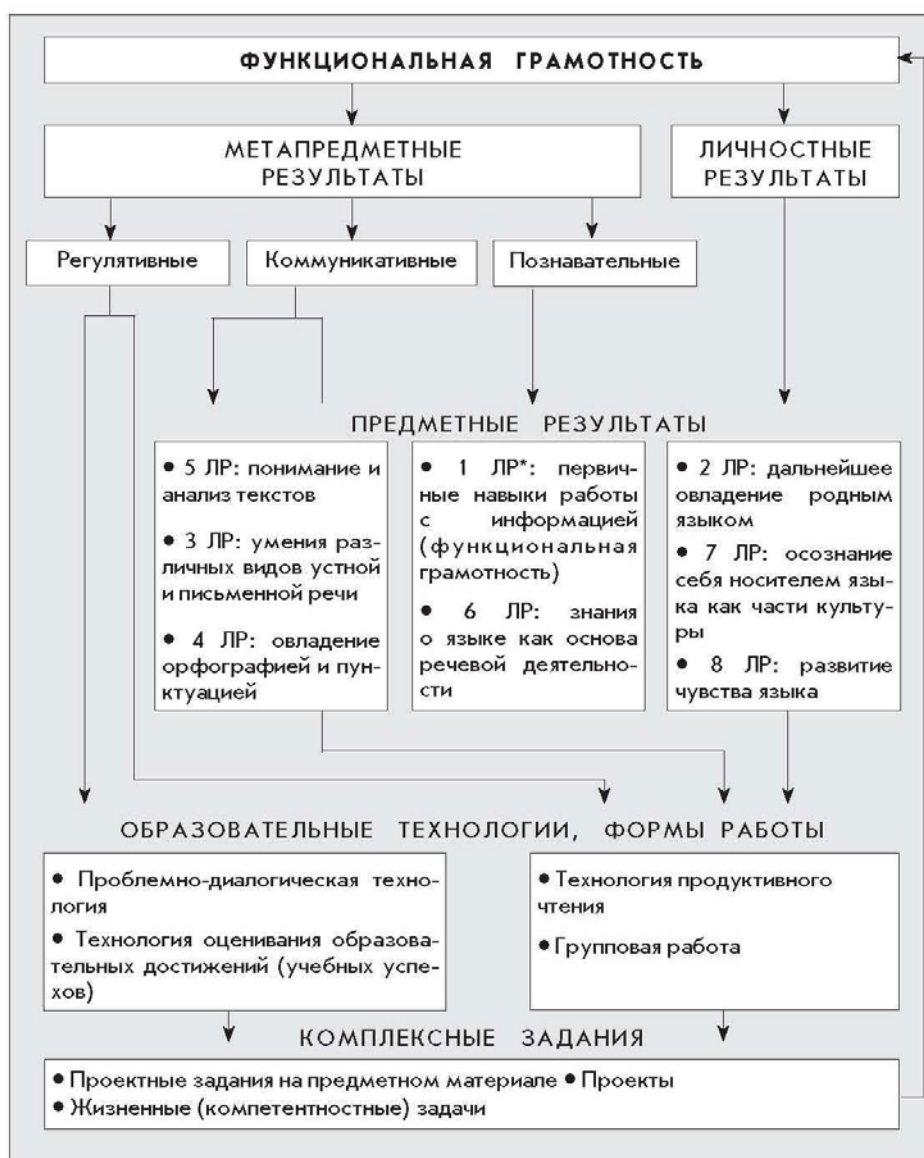 ФУНКЦИОНАЛЬНАЯ ГРАМОТНОСТЬ
МЕТАПРЕДМЕТНЫЕ
РЕЗУЛЬТАТЫ
ЛИЧНОСТНЫЕ
РЕЗУЛЬТАТЫ
Регулятивные
Коммуникативные
Познавательные
ПРЕДМЕТНЫЕ РЕЗУЛЬТАТЫ
● 5 ЛР: понимание и
анализ текстов
● 3 ЛР: умения раз-
личных видов устной
и письменной речи
● 4 ЛР: овладение
орфографией и пун-
ктуацией
● 1 ЛР*: первич-
ные навыки работы
с информацией
(функциональная
грамотность)
● 6 ЛР: знания
о языке как основа
речевой деятельно-
сти
● 2 ЛР: дальнейшее
овладение родным
языком
● 7 ЛР: осознание
себя носителем язы-
ка как части культу-
ры
● 8 ЛР: развитие
чувства языка
ОБРАЗОВАТЕЛЬНЫЕ ТЕХНОЛОГИИ, ФОРМЫ РАБОТЫ
● Проблемно-диалогическая техно-
логия
● Технология оценивания образова-
тельных достижений (учебных успе-
хов)
● Технология продуктивного
чтения
● Групповая работа
КОМПЛЕКСНЫЕ ЗАДАНИЯ
● Проектные задания на предметном материале ● Проекты
● Жизненные (компетентностные) задачи